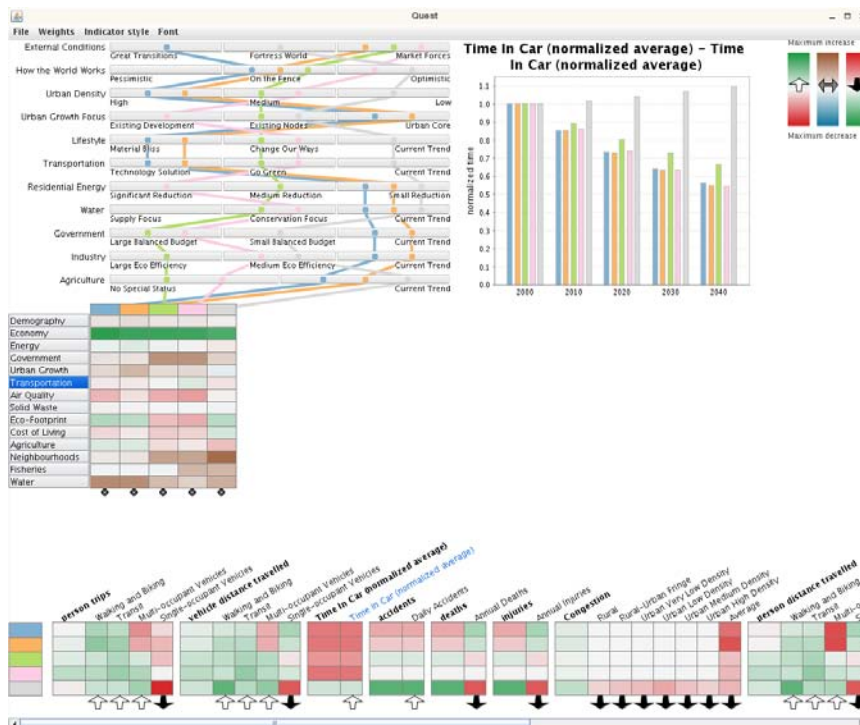 Quest
File Weights Indicator style Font
External Conditions
Great Transitions Fortress World Market Forces
How the World Works
Pessimistic On the Fence Optimistic
Urban Density
High Medium Low
Urban Growth Focus
Existing Development Existing Nodes Urban Core
Lifestyle
Material Bliss Change Our Ways Current Trend
Transportation
Technology Solution Go Green Current Trend
Residential Energy
Significant Reduction Medium Reduction Small Reduction
Water
Supply Focus Conservation Focus Current Trend
Government
Large Balanced Budget Small Balanced Budget Current Trend
Industry
Large Eco Efficiency Medium Eco Efficiency Current Trend
Agriculture
No Special Status Current Trend
Time In Car (normalized average) - Time
In Car (normalized average)
normalized time
1.1
1.0
0.9
0.8
0.7
0.6
0.5
0.4
0.3
0.2
0.1
0.0
2000 2010 2020 2030 2040
Maximum increase
Maximum decrease
Demography
Economy
Energy
Government
Urban Growth
Transportation
Air Quality
Solid Waste
Eco-Footprint
Cost of Living
Agriculture
Neighbourhoods
Fisheries
Water
person trips
Walking and Biking
Transit
Multi-occupant Vehicles
Single-occupant Vehicles
vehicle distance travelled
Walking and Biking
Transit
Multi-occupant Vehicles
Single-occupant Vehicles
Time In Car (normalized average)
Time in Car (normalized average)
accidents
Daily Accidents
deaths
Annual Deaths
injuries
Annual Injuries
Congestion
Rural
Rural-Urban Fringe
Urban Very Low Density
Urban Low Density
Urban Medium Density
Urban High Density
Average
person distance travelled
Walking and Biking
Transit